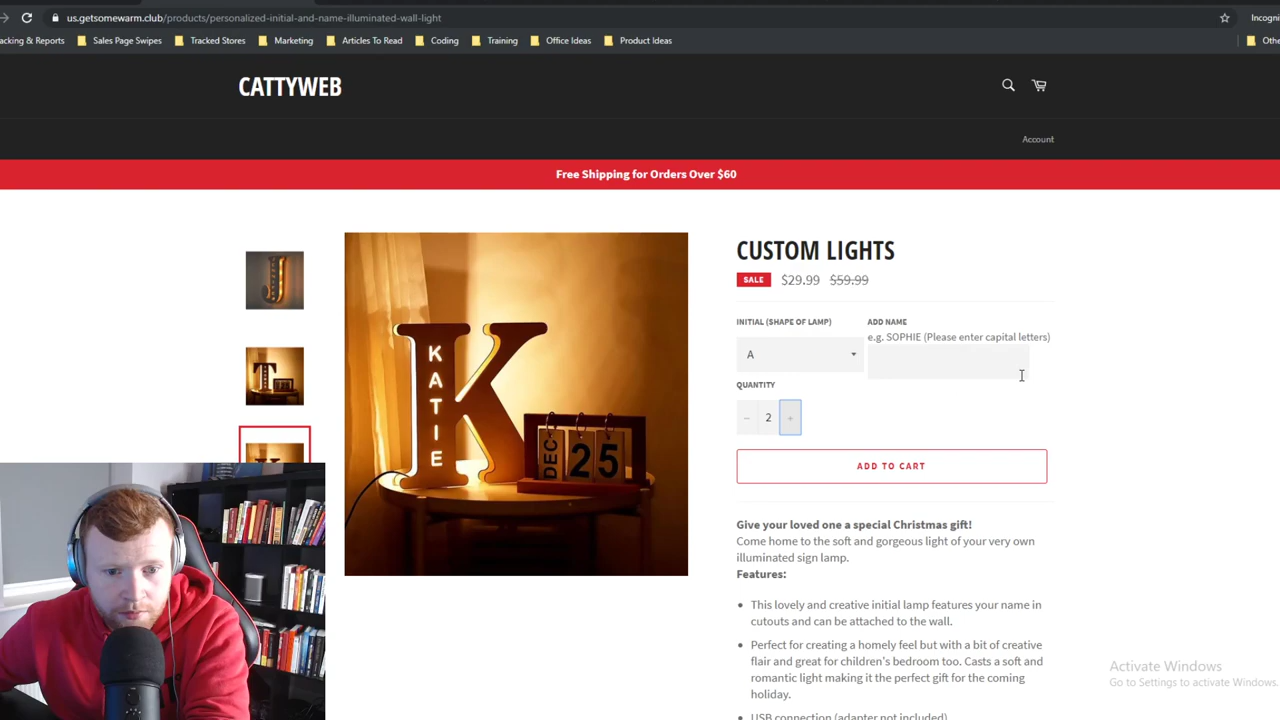 us.getsomewarm.club/products/personalized-initial-and-name-illuminated-wall-light
Incogni
acking & Reports
Sales Page Swipes
Tracked Stores
Marketing
Articles To Read
Coding
Training
Office Ideas
Product Ideas
Othe
CATTYWEB
Account
Free Shipping for Orders Over $60
CUSTOM LIGHTS
SALE $29.99 $59.99
INITIAL (SHAPE OF LAMP)
ADD NAME
e.g. SOPHIE (Please enter capital letters)
A
QUANTITY
− 2 +
ADD TO CART
Give your loved one a special Christmas gift!
Come home to the soft and gorgeous light of your very own
illuminated sign lamp.
Features:
This lovely and creative initial lamp features your name in
cutouts and can be attached to the wall.
Perfect for creating a homely feel but with a bit of creative
flair and great for children's bedroom too. Casts a soft and
romantic light making it the perfect gift for the coming
holiday.
USB connection (adapter not included)
J
T
K
KATIE
DEC 25
Activate Windows
Go to Settings to activate Windows.